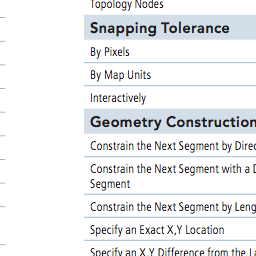 Topology Nodes
Snapping Tolerance
By Pixels
By Map Units
Interactively
Geometry Construction
Constrain the Next Segment by Direc
Constrain the Next Segment with a D
Segment
Constrain the Next Segment by Leng
Specify an Exact X,Y Location
Specify an X,Y Difference from the La